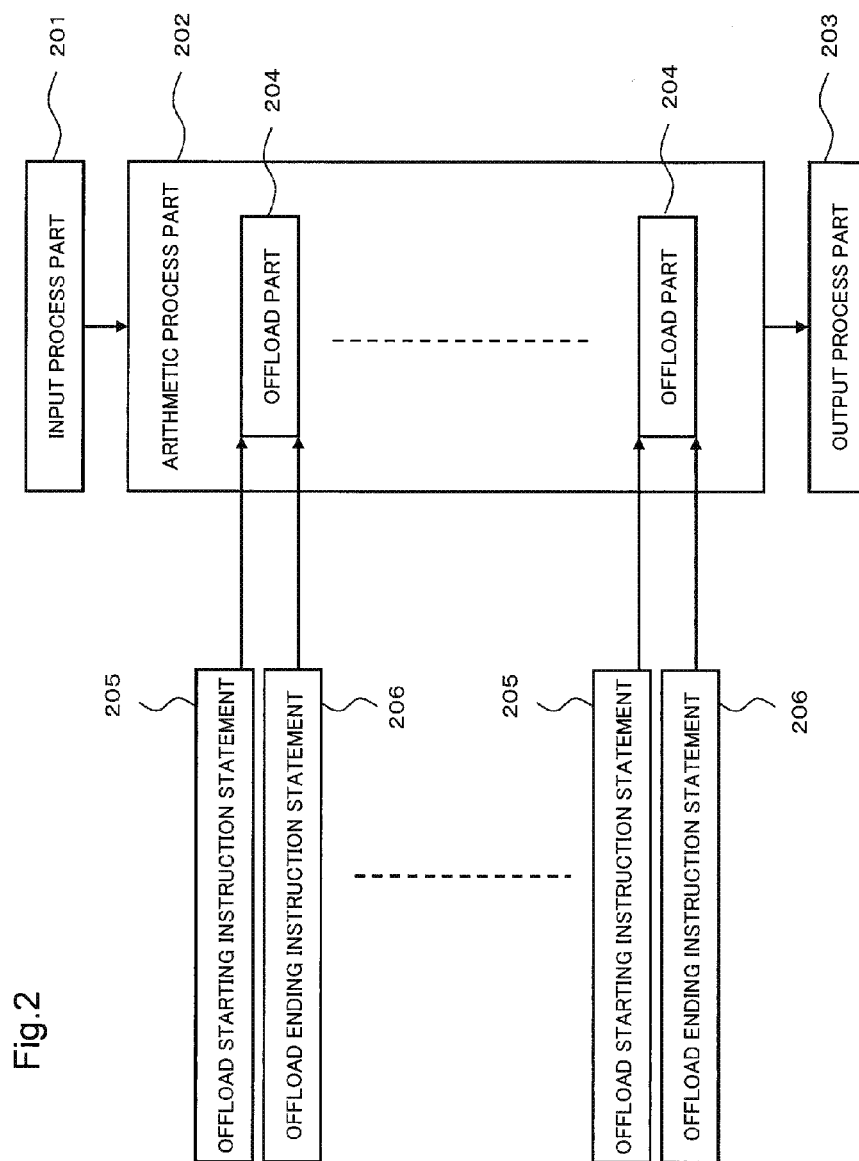 Fig.2
INPUT PROCESS PART
201
ARITHMETIC PROCESS PART
202
OFFLOAD STARTING INSTRUCTION STATEMENT
205
OFFLOAD PART
204
OFFLOAD ENDING INSTRUCTION STATEMENT
206
OFFLOAD STARTING INSTRUCTION STATEMENT
205
OFFLOAD PART
204
OFFLOAD ENDING INSTRUCTION STATEMENT
206
OUTPUT PROCESS PART
203